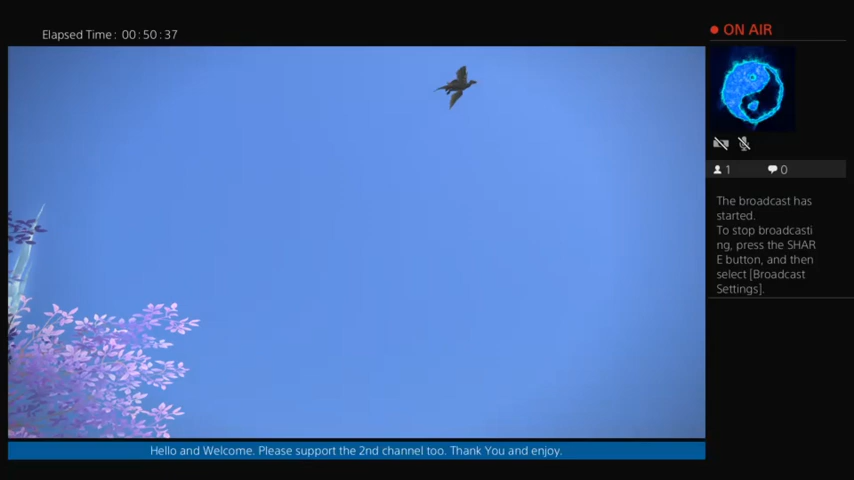 Elapsed Time: 00:50:37
ON AIR
1
0
The broadcast has
started.
To stop broadcasti
ng, press the SHAR
E button, and then
select [Broadcast
Settings].
Hello and Welcome. Please support the 2nd channel too. Thank You and enjoy.